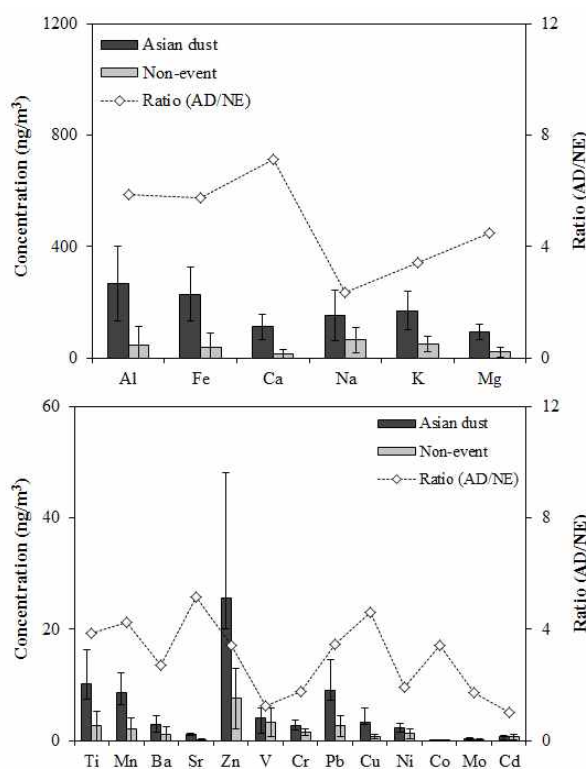 1200
12
Asian dust
Non-event
Ratio (AD/NE)
Concentration (ng/m³)
Ratio (AD/NE)
800
8
400
4
0
0
Al Fe Ca Na K Mg
60
12
Asian dust
Non-event
Ratio (AD/NE)
Concentration (ng/m³)
Ratio (AD/NE)
40
8
20
4
0
0
Ti Mn Ba Sr Zn V Cr Pb Cu Ni Co Mo Cd